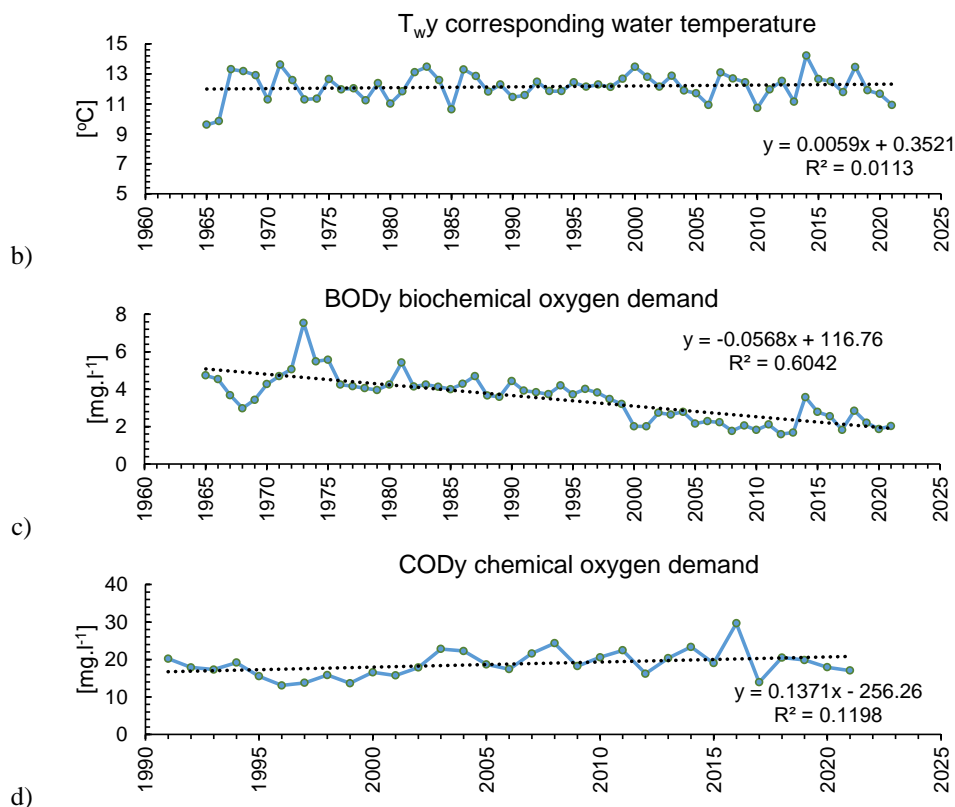 T_wy corresponding water temperature
[ºC]
15
13
11
9
7
5
y = 0.0059x + 0.3521
R² = 0.0113
1960 1965 1970 1975 1980 1985 1990 1995 2000 2005 2010 2015 2020 2025
b)
BODy biochemical oxygen demand
[mg.l⁻¹]
8
6
4
2
0
y = -0.0568x + 116.76
R² = 0.6042
1960 1965 1970 1975 1980 1985 1990 1995 2000 2005 2010 2015 2020 2025
c)
CODy chemical oxygen demand
[mg.l⁻¹]
40
30
20
10
0
y = 0.1371x - 256.26
R² = 0.1198
1990 1995 2000 2005 2010 2015 2020 2025
d)